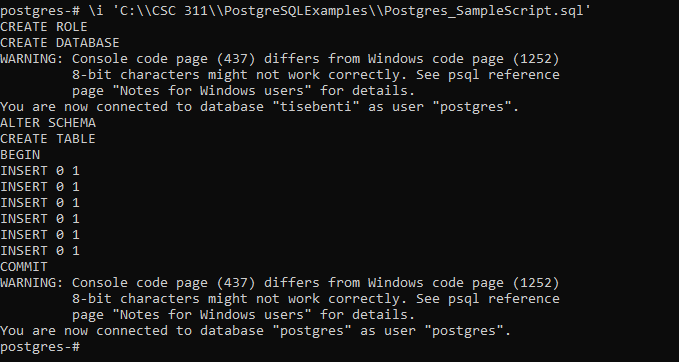 postgres-# \i 'C:\\CSC 311\\PostgreSQLExamples\\Postgres_SampleScript.sql'
CREATE ROLE
CREATE DATABASE
WARNING: Console code page (437) differs from Windows code page (1252)
         8-bit characters might not work correctly. See psql reference
         page "Notes for Windows users" for details.
You are now connected to database "tisebenti" as user "postgres".
ALTER SCHEMA
CREATE TABLE
BEGIN
INSERT 0 1
INSERT 0 1
INSERT 0 1
INSERT 0 1
INSERT 0 1
INSERT 0 1
COMMIT
WARNING: Console code page (437) differs from Windows code page (1252)
         8-bit characters might not work correctly. See psql reference
         page "Notes for Windows users" for details.
You are now connected to database "postgres" as user "postgres".
postgres-#